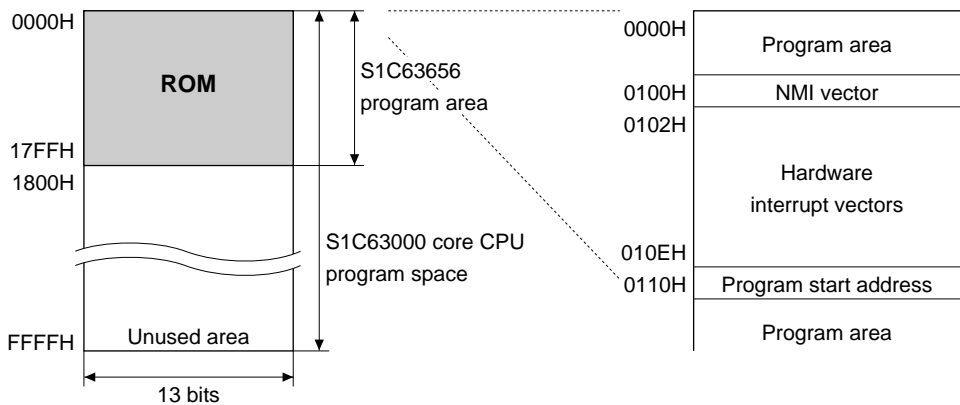 0000H
ROM
17FFH
1800H
FFFFH
Unused area
13 bits
S1C63656
program area
S1C63000 core CPU
program space
0000H
Program area
0100H
NMI vector
0102H
Hardware
interrupt vectors
010EH
0110H
Program start address
Program area